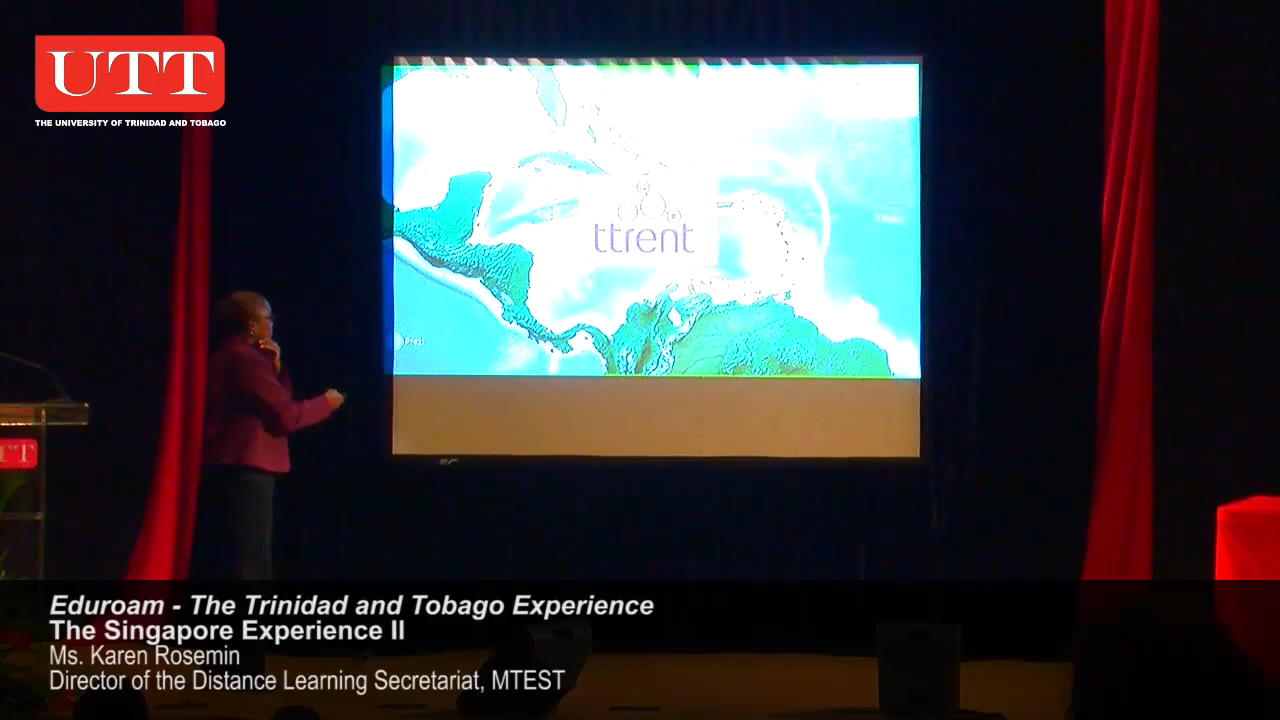 UTT
THE UNIVERSITY OF TRINIDAD AND TOBAGO
ttrent
Prezi
UTT
Eduroam - The Trinidad and Tobago Experience
The Singapore Experience II
Ms. Karen Rosemin
Director of the Distance Learning Secretariat, MTEST